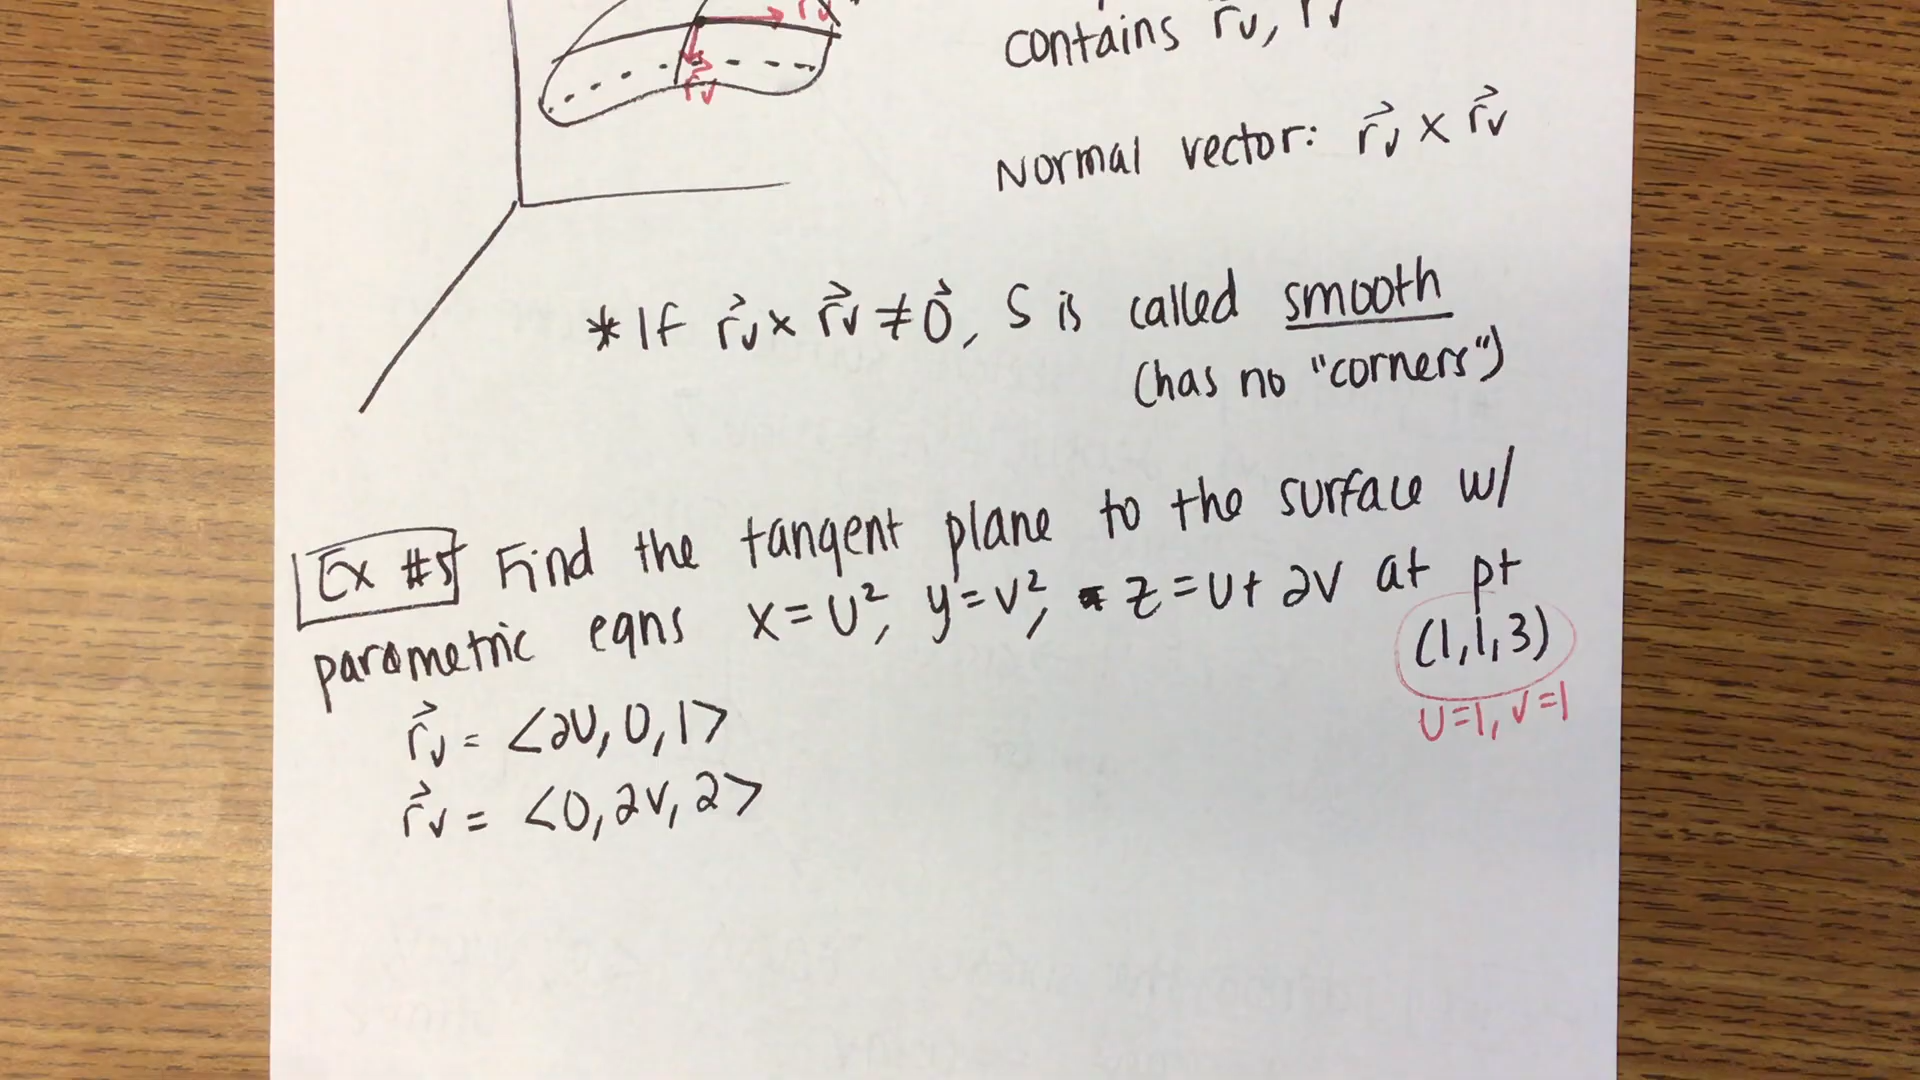 contains r⃗u, r⃗v
r⃗v
Normal vector: r⃗u × r⃗v
*If r⃗u × r⃗v ≠ 0⃗, S is called smooth
(has no "corners")
Ex #5 Find the tangent plane to the surface w/
parametric eqns x = u², y = v², z = u + 2v at pt
(1,1,3)
u=1, v=1
r⃗u = <2u, 0, 1>
r⃗v = <0, 2v, 2>